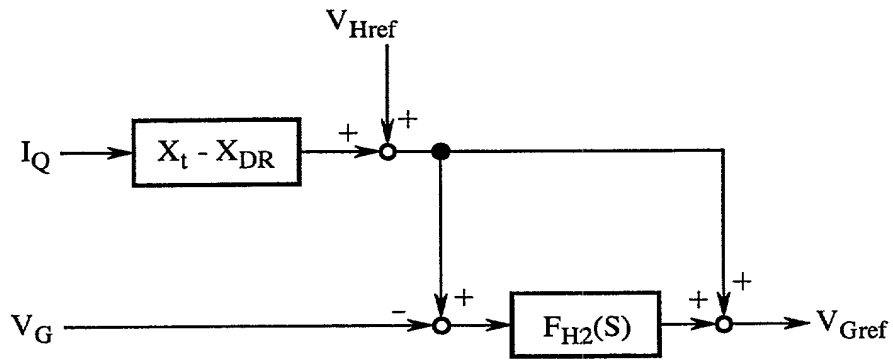 V_Href
+
+
I_Q
X_t - X_DR
+
-
+
+
V_G
F_H2(S)
V_Gref